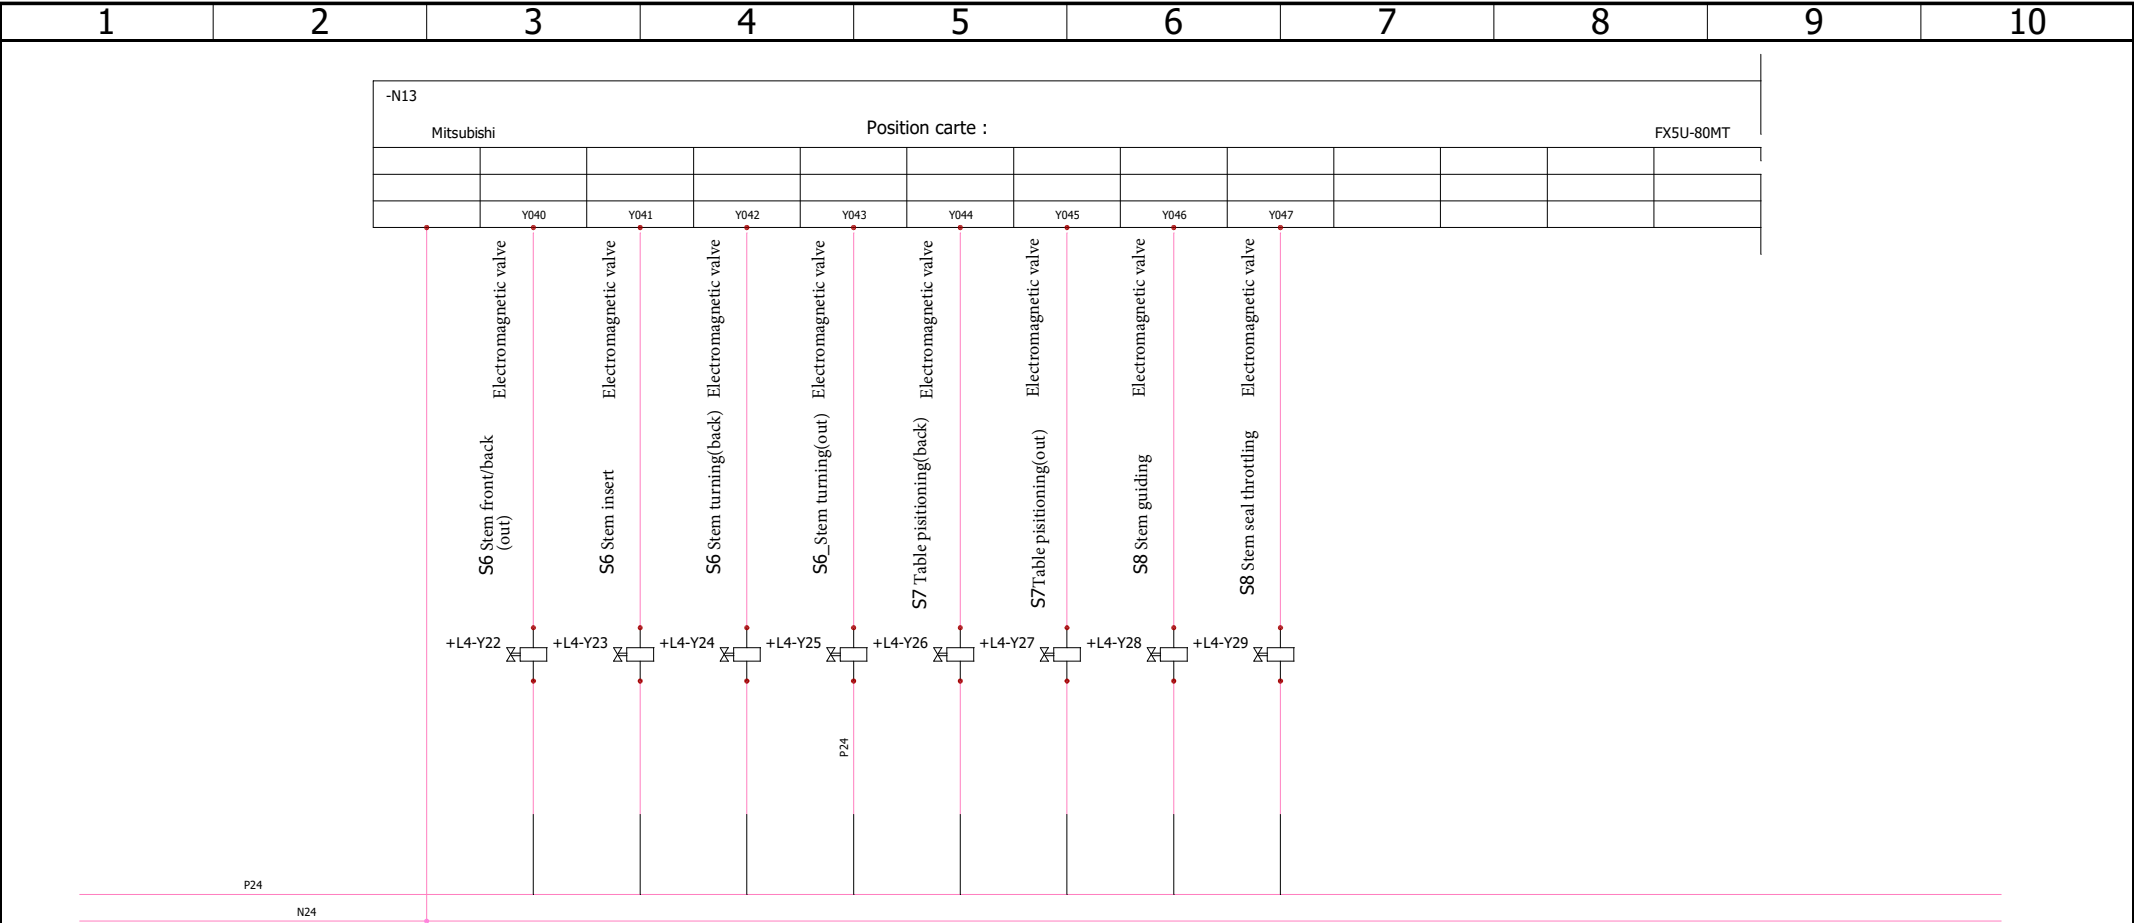 1 2 3 4 5 6 7 8 9 10
-N13
Mitsubishi Position carte : FX5U-80MT
Y040 Y041 Y042 Y043 Y044 Y045 Y046 Y047
Electromagnetic valve
S6 Stem front/back
(out)
Electromagnetic valve
S6 Stem insert
Electromagnetic valve
S6 Stem turning(back)
Electromagnetic valve
S6_Stem turning(out)
Electromagnetic valve
S7 Table pisitioning(back)
Electromagnetic valve
S7Table pisitioning(out)
Electromagnetic valve
S8 Stem guiding
Electromagnetic valve
S8 Stem seal throttling
+L4-Y22 +L4-Y23 +L4-Y24 +L4-Y25 +L4-Y26 +L4-Y27 +L4-Y28 +L4-Y29
P24
P24
N24